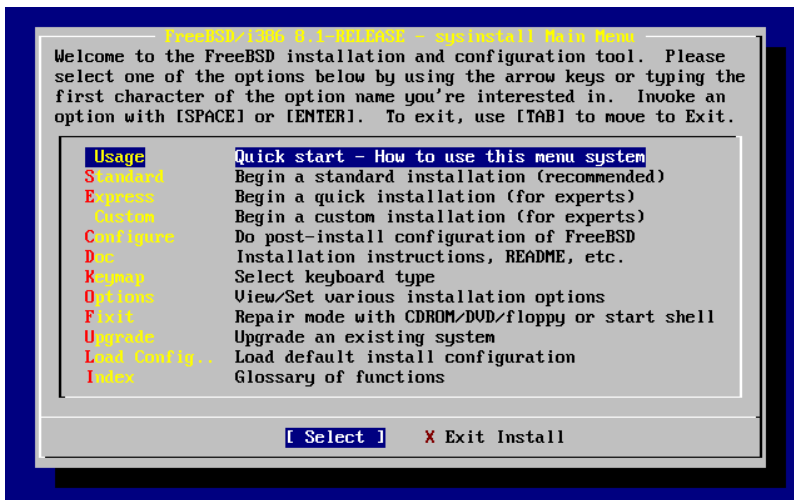 FreeBSD/i386 8.1-RELEASE - sysinstall Main Menu
Welcome to the FreeBSD installation and configuration tool.  Please
select one of the options below by using the arrow keys or typing the
first character of the option name you're interested in.  Invoke an
option with [SPACE] or [ENTER].  To exit, use [TAB] to move to Exit.
Usage Quick start - How to use this menu system
Standard Begin a standard installation (recommended)
Express Begin a quick installation (for experts)
Custom Begin a custom installation (for experts)
Configure Do post-install configuration of FreeBSD
Doc Installation instructions, README, etc.
Keymap Select keyboard type
Options View/Set various installation options
Fixit Repair mode with CDROM/DVD/floppy or start shell
Upgrade Upgrade an existing system
Load Config.. Load default install configuration
Index Glossary of functions
[ Select ] X Exit Install